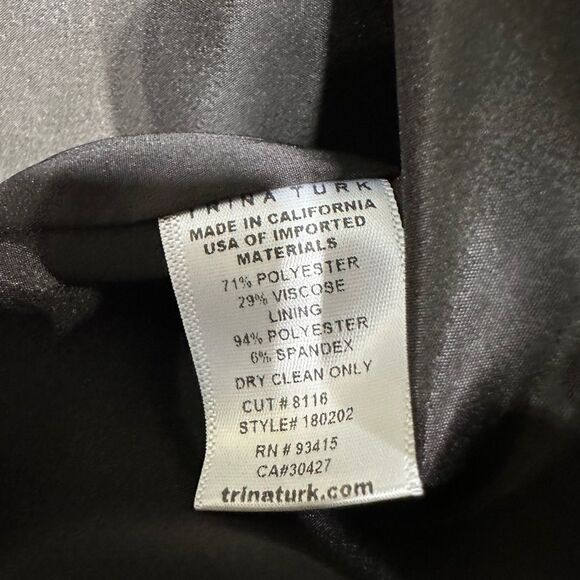 TRINA TURK
MADE IN CALIFORNIA
USA OF IMPORTED
MATERIALS
71% POLYESTER
29% VISCOSE
LINING
94% POLYESTER
6% SPANDEX
DRY CLEAN ONLY
CUT # 8116
STYLE# 180202
RN # 93415
CA#30427
trinaturk.com